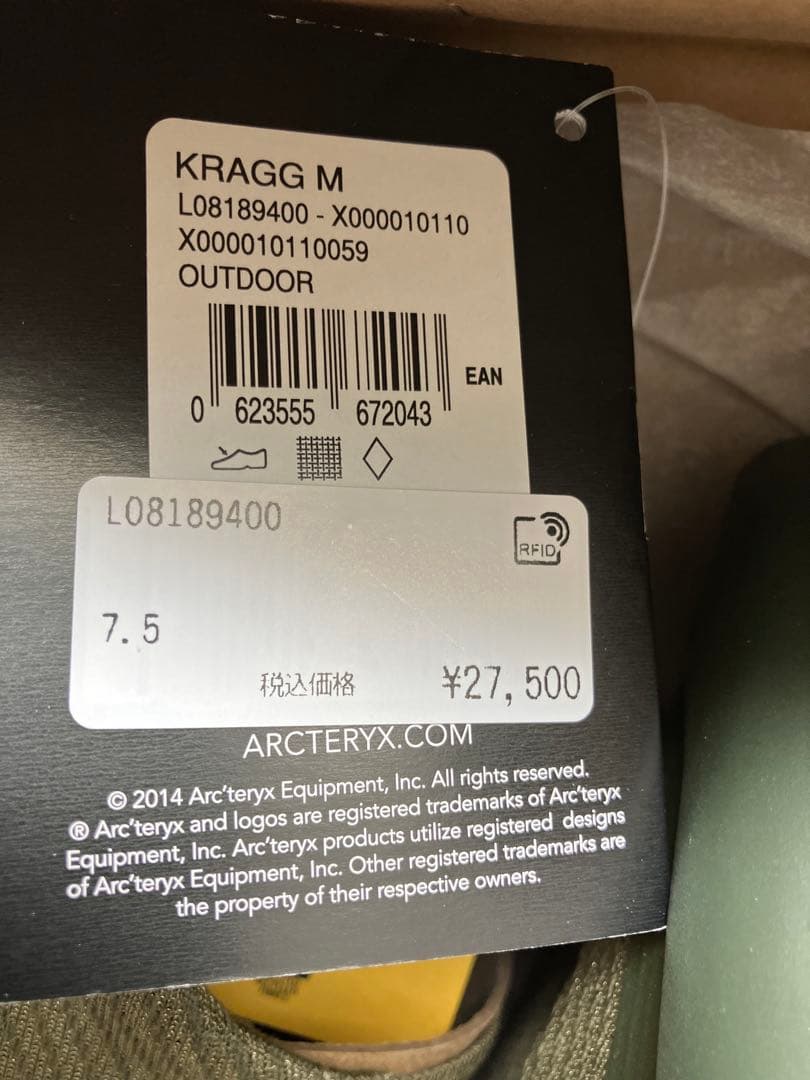 KRAGG M
L08189400 - X000010110
X000010110059
OUTDOOR
EAN
0 623555 672043
L08189400
RFID
7.5
税込価格 ¥27,500
ARCTERYX.COM
© 2014 Arc'teryx Equipment, Inc. All rights reserved.
® Arc'teryx and logos are registered trademarks of Arc'teryx
Equipment, Inc. Arc'teryx products utilize registered designs
of Arc'teryx Equipment, Inc. Other registered trademarks are
the property of their respective owners.